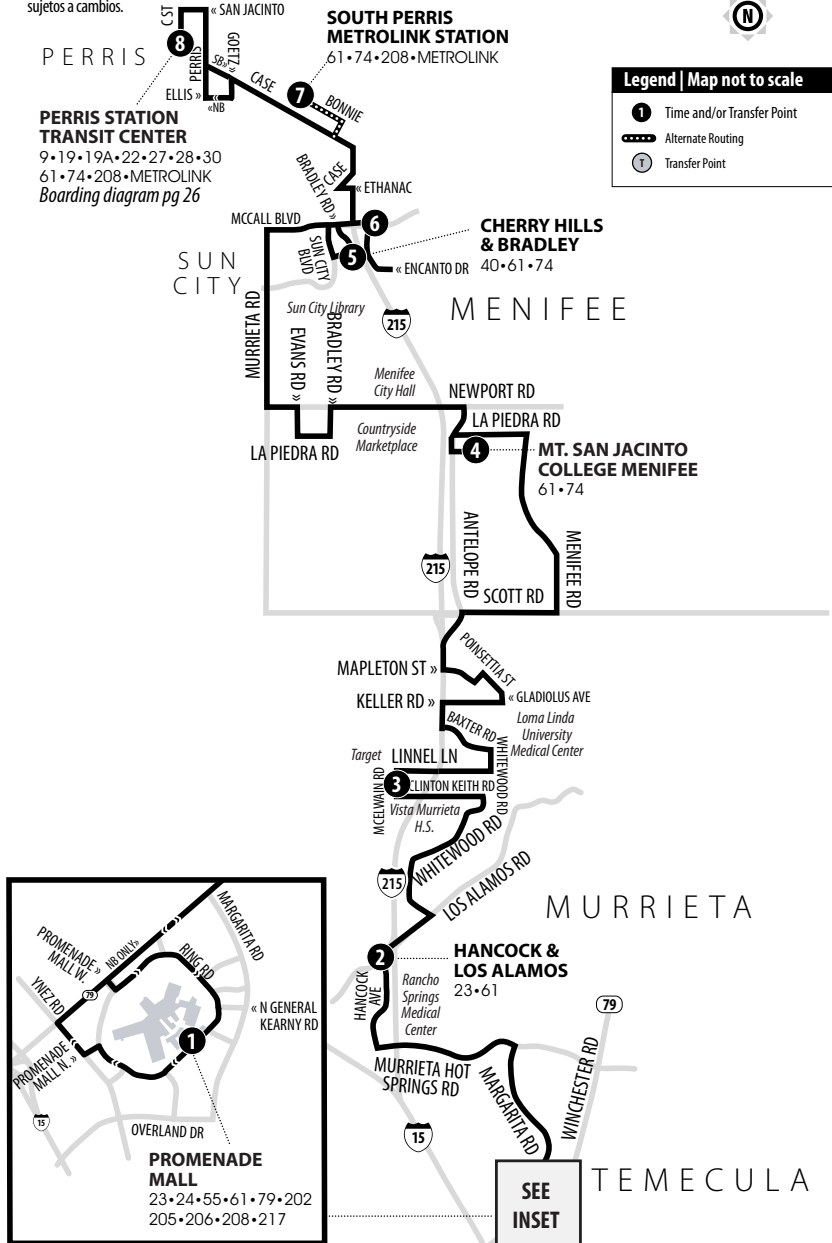 sujetos a cambios.
N
C ST
« SAN JACINTO
PERRIS
8
PERRIS
SB»
GOETZ »
ELLIS »
«NB
CASE
SOUTH PERRIS
METROLINK STATION
61•74•208•METROLINK
7
BONNIE
Legend | Map not to scale
1 Time and/or Transfer Point
Alternate Routing
T Transfer Point
PERRIS STATION
TRANSIT CENTER
9•19•19A•22•27•28•30
61•74•208•METROLINK
Boarding diagram pg 26
CASE
BRADLEY RD »
« ETHANAC
MCCALL BLVD
6
SUN CITY
BLVD
5
CHERRY HILLS
& BRADLEY
40•61•74
« ENCANTO DR
SUN
CITY
Sun City Library
215
MENIFEE
MURRIETA RD
EVANS RD »
BRADLEY RD »
Menifee
City Hall
NEWPORT RD
LA PIEDRA RD
LA PIEDRA RD
Countryside
Marketplace
4
MT. SAN JACINTO
COLLEGE MENIFEE
61•74
215
ANTELOPE RD
MENIFEE RD
SCOTT RD
MAPLETON ST »
POINSETTIA ST
KELLER RD »
« GLADIOLUS AVE
BAXTER RD
Loma Linda
University
Medical Center
Target
LINNEL LN
WHITEWOOD RD
MCELWAIN RD
3
CLINTON KEITH RD
Vista Murrieta
H.S.
WHITEWOOD RD
215
LOS ALAMOS RD
MURRIETA
2
HANCOCK &
LOS ALAMOS
23•61
HANCOCK
AVE
Rancho
Springs
Medical
Center
79
WINCHESTER RD
MURRIETA HOT
SPRINGS RD
MARGARITA RD
15
SEE
INSET
TEMECULA
MARGARITA RD
PROMENADE »
MALL W.
NB ONLY»
RING RD
YNEZ RD
79
« N GENERAL
KEARNY RD
1
PROMENADE
MALL N. »
15
OVERLAND DR
PROMENADE
MALL
23•24•55•61•79•202
205•206•208•217